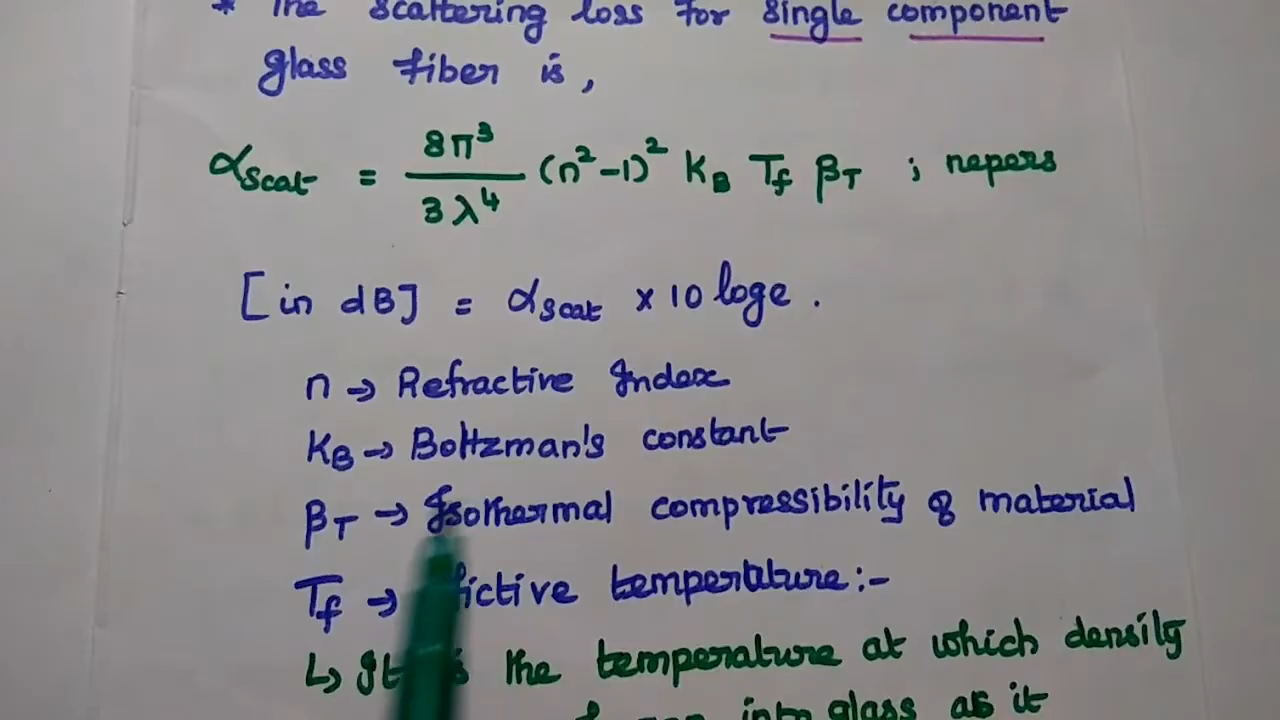 * The scattering loss for single component
glass fiber is,
αscat = 8π³/3λ⁴ (n²-1)² KB Tf βT ; nepers
[in dB] = αscat × 10 loge.
n → Refractive Index
KB → Boltzman's constant
βT → Isothermal compressibility of material
Tf → fictive temperature:-
↳ It is the temperature at which density
into glass as it